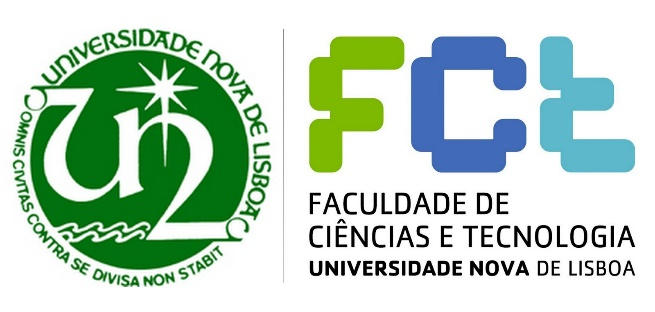 UNIVERSIDADE NOVA DE LISBOA
un
OMNIS CIVITAS CONTRA SE DIVISA NON STABIT
FCt
FACULDADE DE
CIÊNCIAS E TECNOLOGIA
UNIVERSIDADE NOVA DE LISBOA